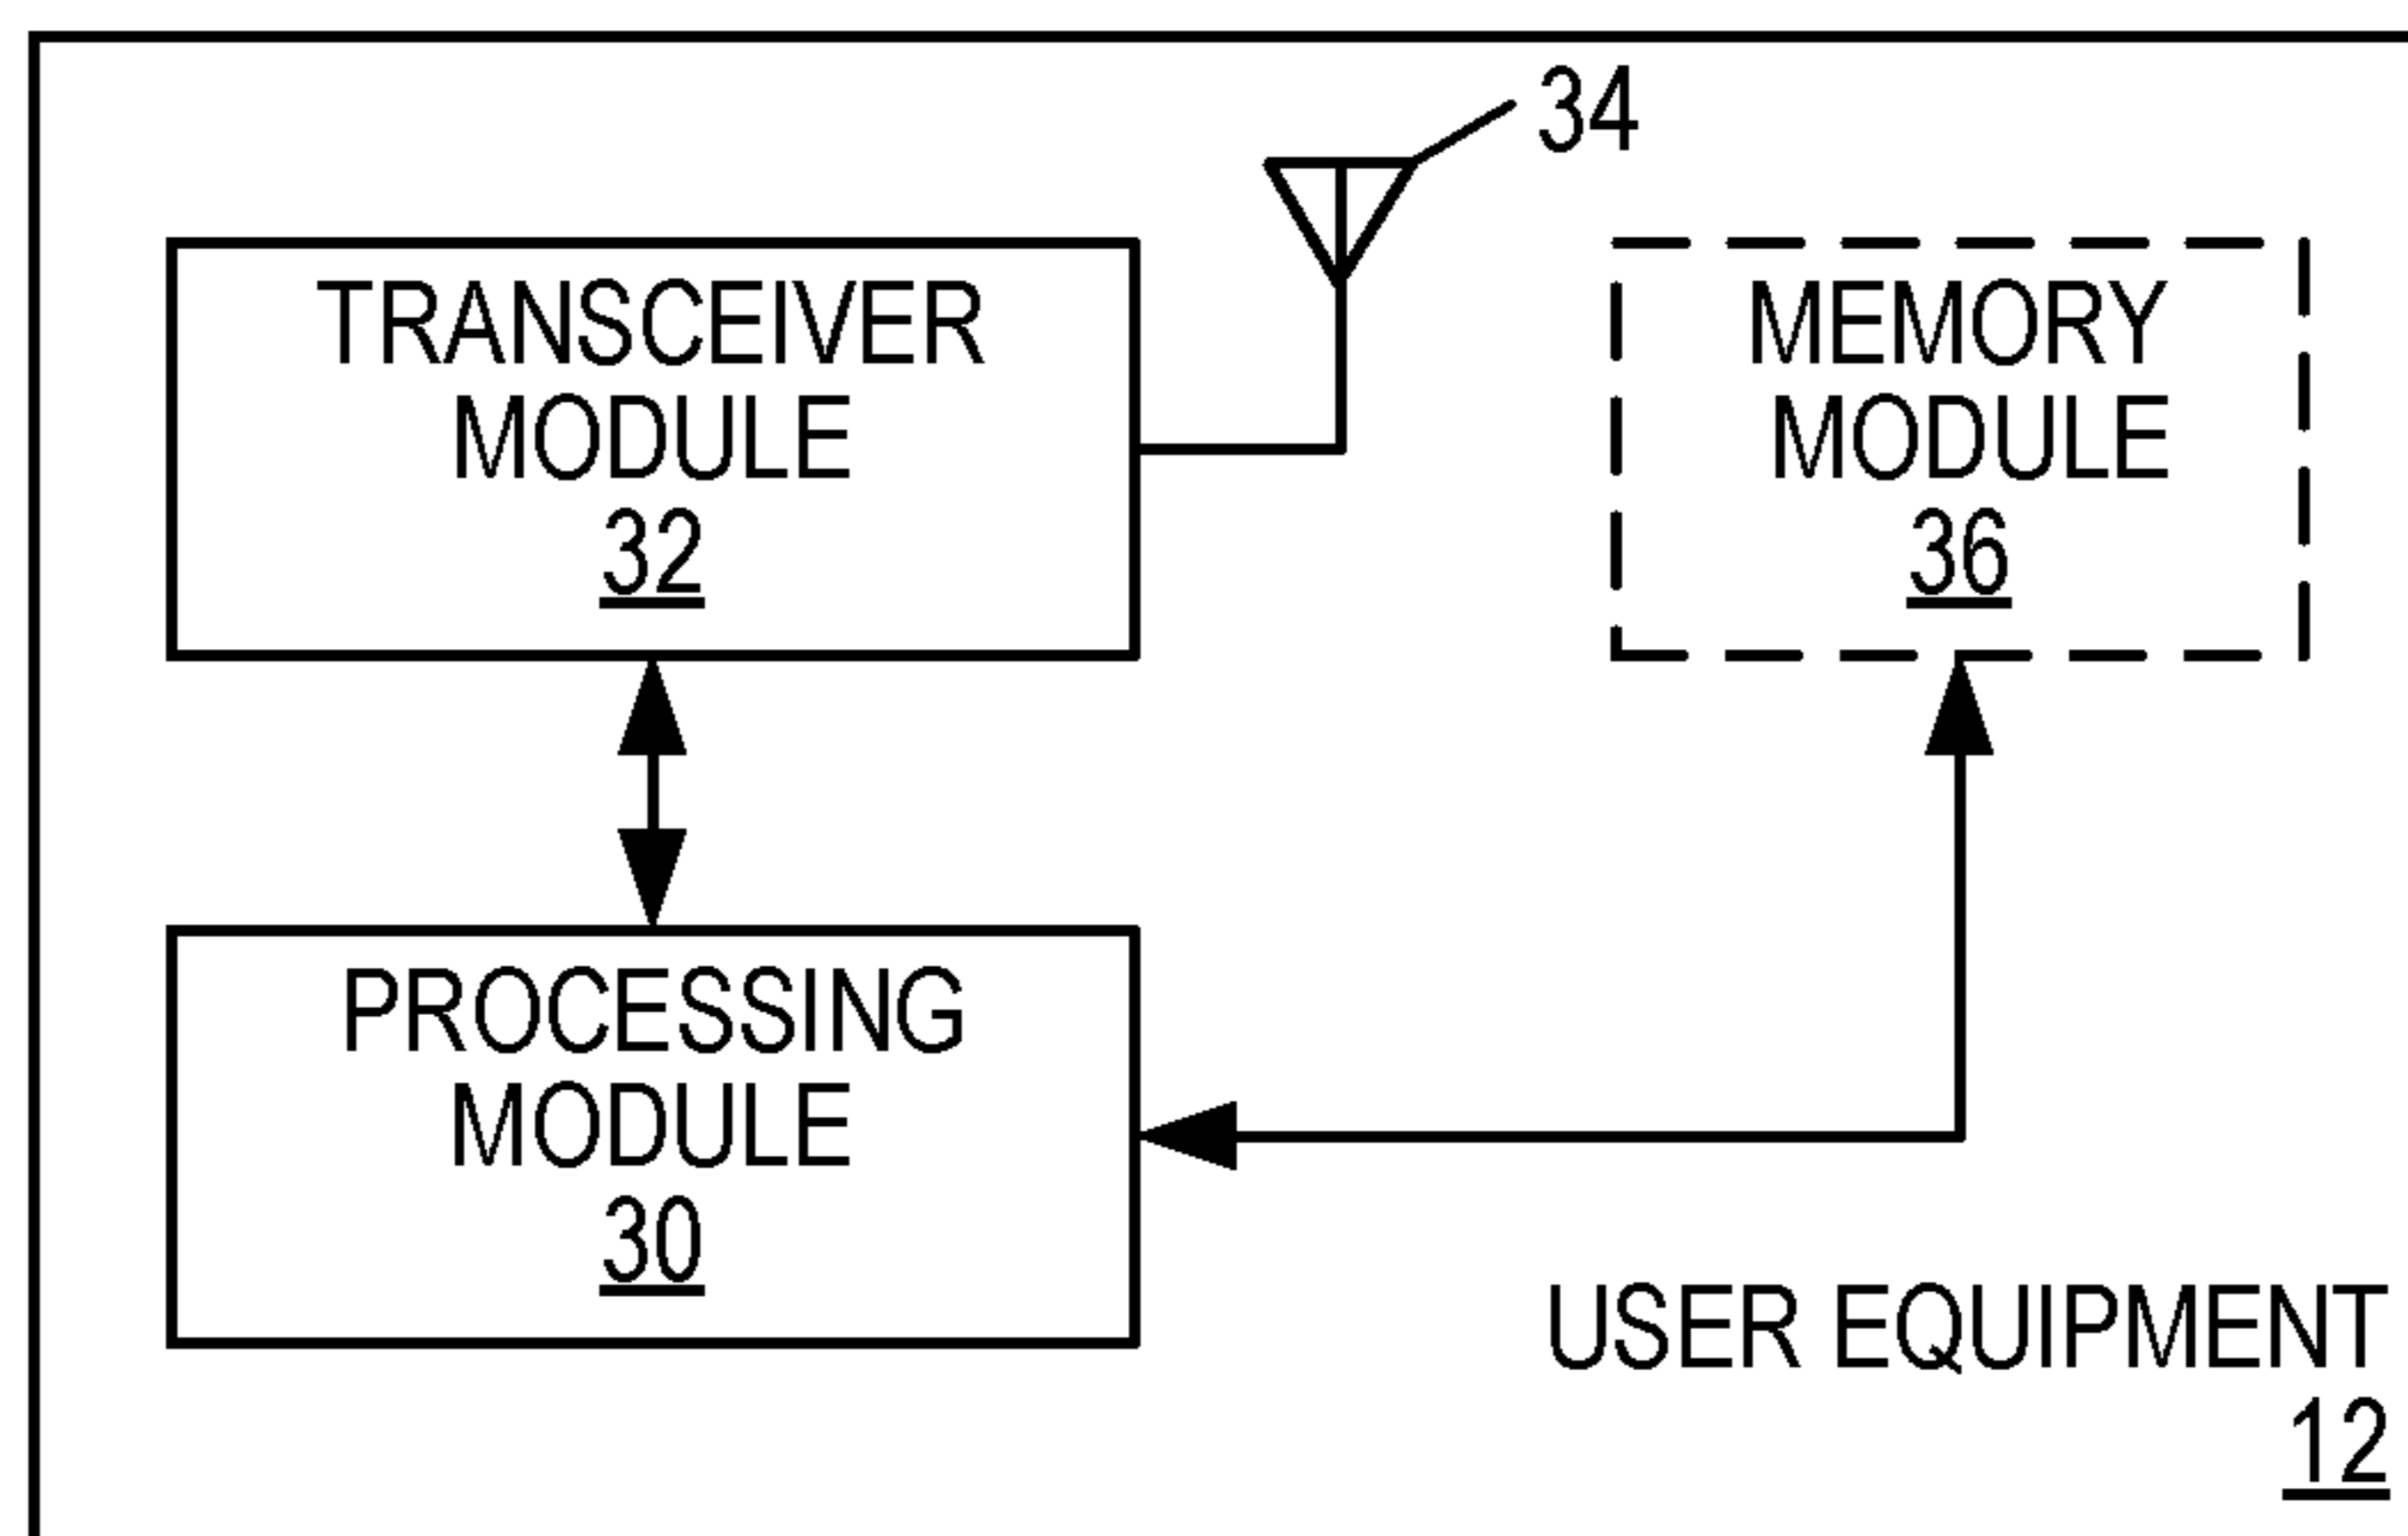 34
TRANSCEIVER
MODULE
32
MEMORY
MODULE
36
PROCESSING
MODULE
30
USER EQUIPMENT
12